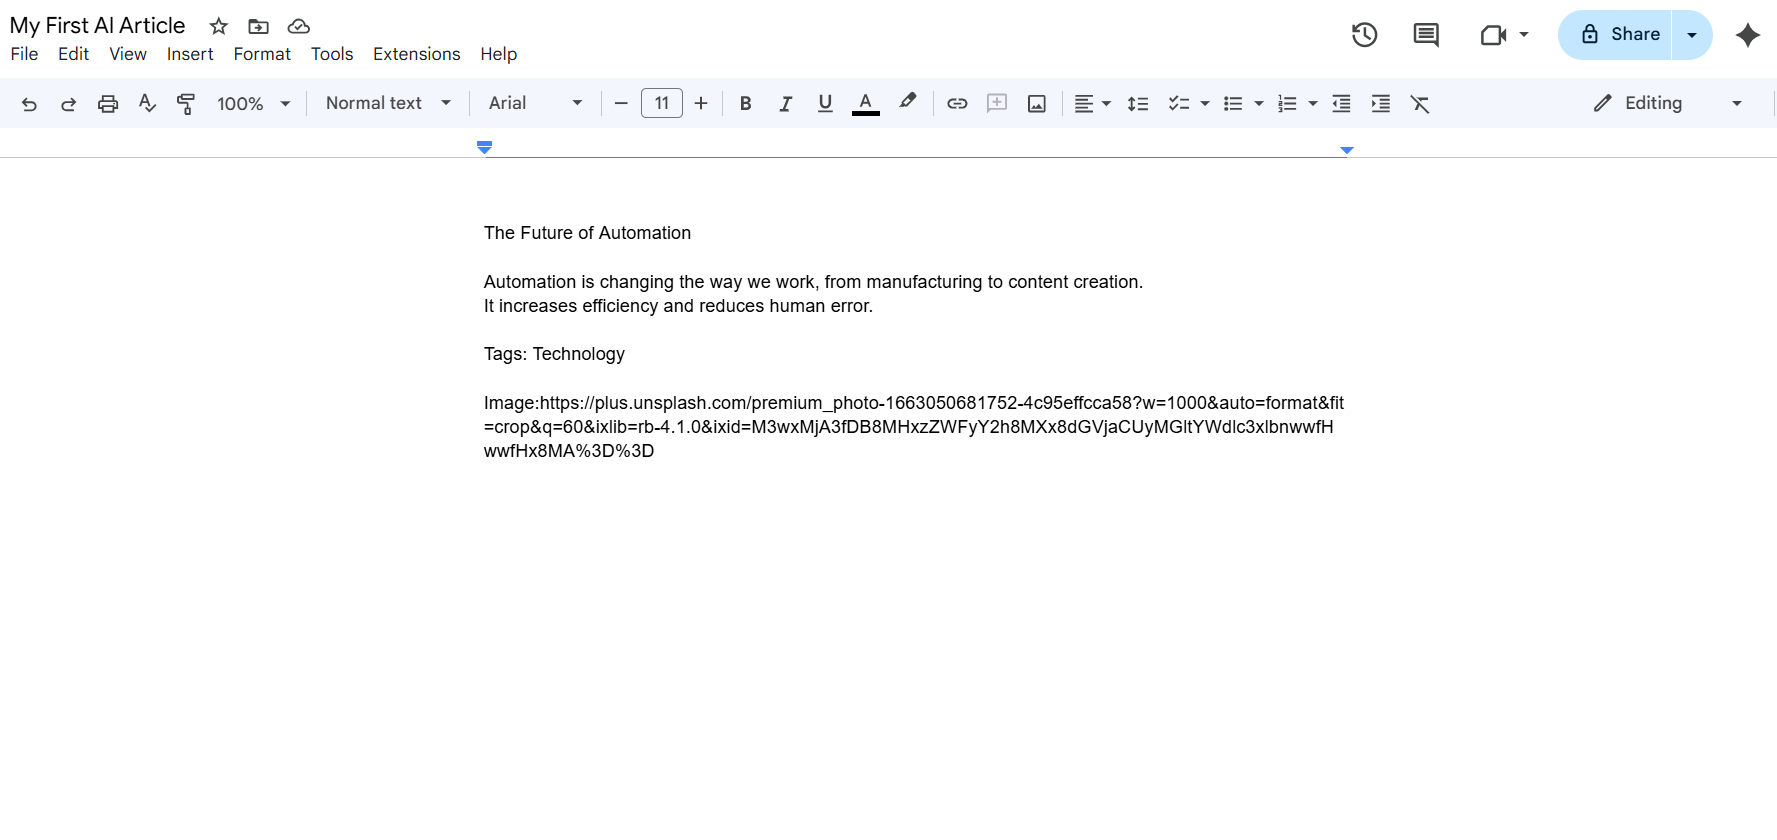 My First AI Article
File Edit View Insert Format Tools Extensions Help
Share
100% Normal text Arial 11 B I U A Editing
The Future of Automation
Automation is changing the way we work, from manufacturing to content creation.
It increases efficiency and reduces human error.
Tags: Technology
Image:https://plus.unsplash.com/premium_photo-1663050681752-4c95effcca58?w=1000&auto=format&fit
=crop&q=60&ixlib=rb-4.1.0&ixid=M3wxMjA3fDB8MHxzZWFyY2h8MXx8dGVjaCUyMGltYWdlc3xlbnwwfH
wwfHx8MA%3D%3D